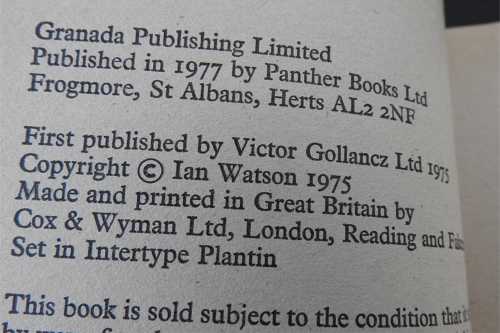 Granada Publishing Limited
Published in 1977 by Panther Books Ltd
Frogmore, St Albans, Herts AL2 2NF
First published by Victor Gollancz Ltd 1975
Copyright © Ian Watson 1975
Made and printed in Great Britain by
Cox & Wyman Ltd, London, Reading and
Set in Intertype Plantin
This book is sold subject to the condition that